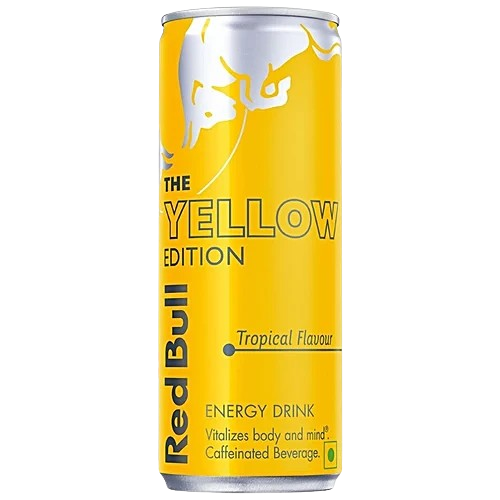 THE
YELLOW
EDITION
Red Bull
Tropical Flavour
ENERGY DRINK
Vitalizes body and mind®.
Caffeinated Beverage.